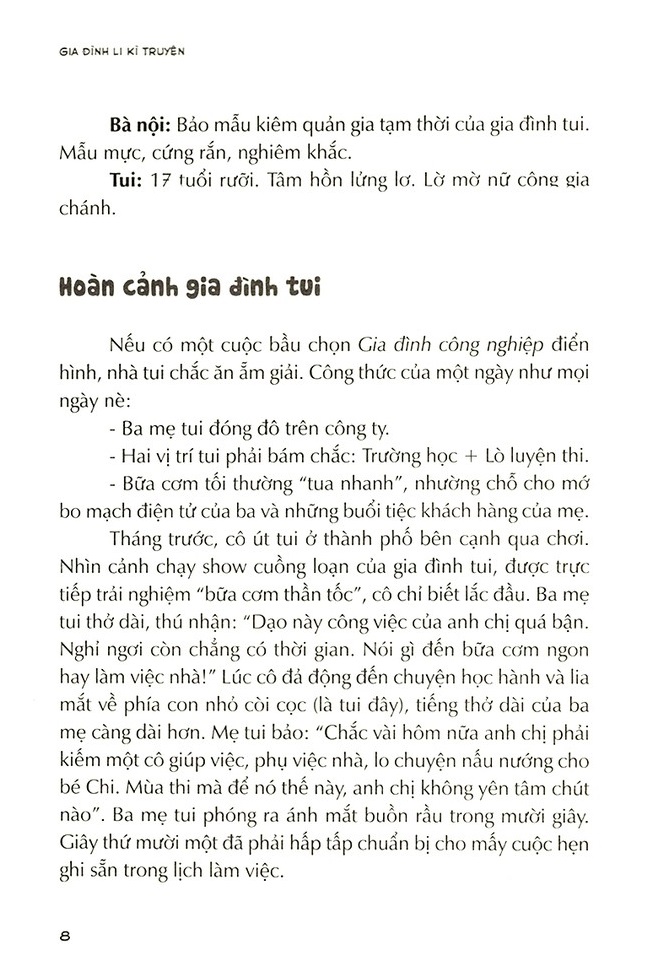 GIA ĐÌNH LI KÌ TRUYỆN
Bà nội: Bảo mẫu kiêm quản gia tạm thời của gia đình tui.
Mẫu mực, cứng rắn, nghiêm khắc.
Tui: 17 tuổi rưỡi. Tâm hồn lửng lơ. Lờ mờ nữ công gia
chánh.
Hoàn cảnh gia đình tui
Nếu có một cuộc bầu chọn Gia đình công nghiệp điển
hình, nhà tui chắc ăn ẵm giải. Công thức của một ngày như mọi
ngày nè:
- Ba mẹ tui đóng đô trên công ty.
- Hai vị trí tui phải bám chắc: Trường học + Lò luyện thi.
- Bữa cơm tối thường “tua nhanh”, nhường chỗ cho mớ
bo mạch điện tử của ba và những buổi tiệc khách hàng của mẹ.
Tháng trước, cô út tui ở thành phố bên cạnh qua chơi.
Nhìn cảnh chạy show cuồng loạn của gia đình tui, được trực
tiếp trải nghiệm “bữa cơm thần tốc”, cô chỉ biết lắc đầu. Ba mẹ
tui thở dài, thú nhận: “Dạo này công việc của anh chị quá bận.
Nghỉ ngơi còn chẳng có thời gian. Nói gì đến bữa cơm ngon
hay làm việc nhà!” Lúc cô đả động đến chuyện học hành và lia
mắt về phía con nhỏ còi cọc (là tui đây), tiếng thở dài của ba
mẹ càng dài hơn. Mẹ tui bảo: “Chắc vài hôm nữa anh chị phải
kiếm một cô giúp việc, phụ việc nhà, lo chuyện nấu nướng cho
bé Chi. Mùa thi mà để nó thế này, anh chị không yên tâm chút
nào”. Ba mẹ tui phóng ra ánh mắt buồn rầu trong mười giây.
Giây thứ mười một đã phải hấp tấp chuẩn bị cho mấy cuộc hẹn
ghi sẵn trong lịch làm việc.
8